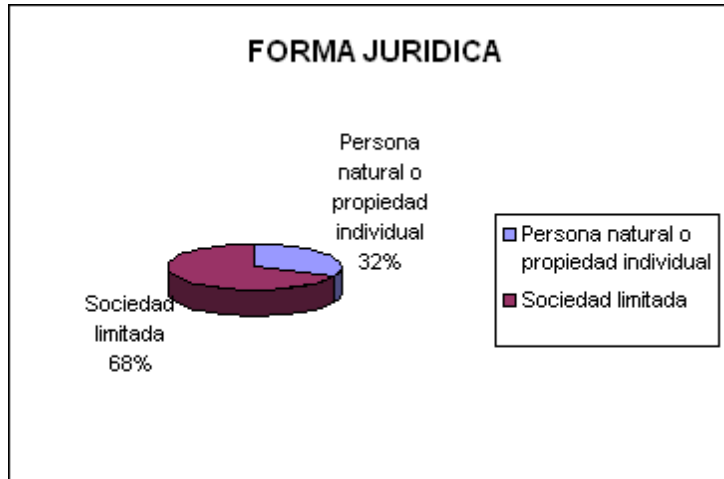 FORMA JURIDICA
Persona
natural o
propiedad
individual
32%
Sociedad
limitada
68%
Persona natural o
propiedad individual
Sociedad limitada